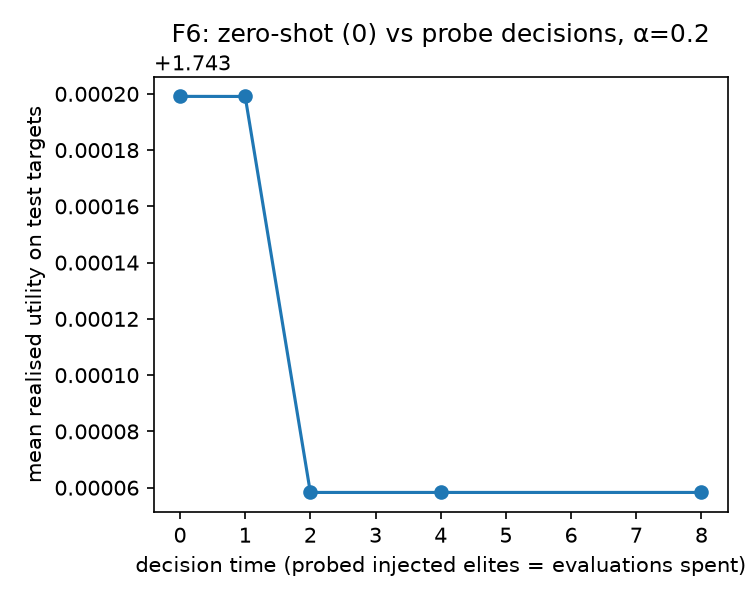 F6: zero-shot (0) vs probe decisions, α=0.2
+1.743
0.00020
0.00018
0.00016
0.00014
0.00012
0.00010
0.00008
0.00006
mean realised utility on test targets
0 1 2 3 4 5 6 7 8
decision time (probed injected elites = evaluations spent)